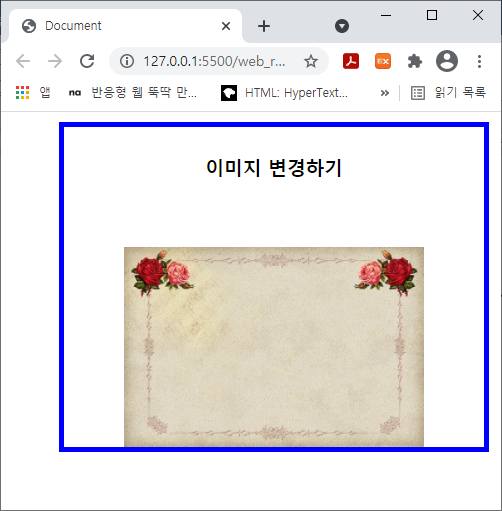 Document
127.0.0.1:5500/web_r...
앱 na 반응형 웹 뚝딱 만... HTML: HyperText... » 읽기 목록
이미지 변경하기